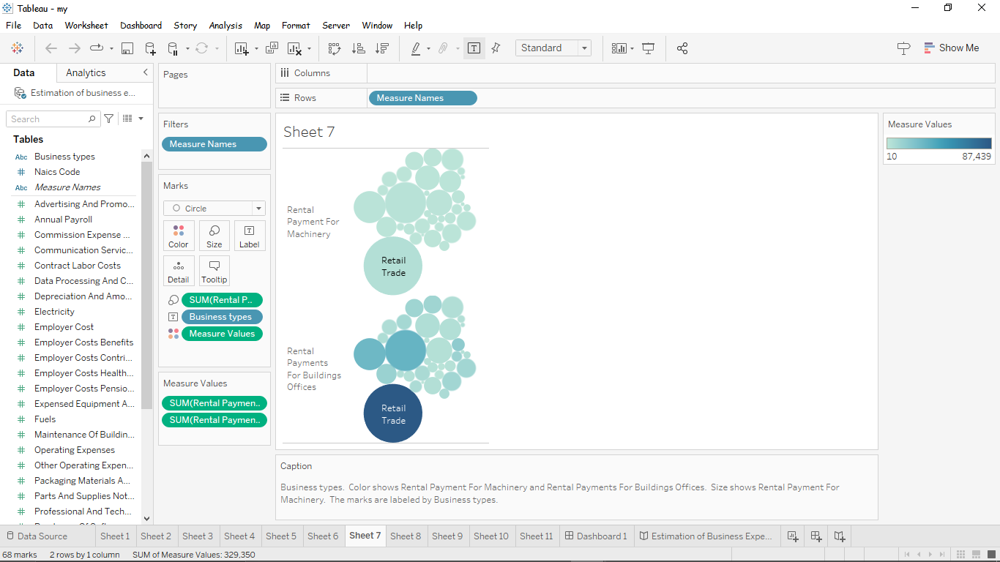 Tableau - my
File Data Worksheet Dashboard Story Analysis Map Format Server Window Help
Standard
Show Me
Data Analytics
Estimation of business e...
Search
Tables
Abc Business types
# Naics Code
Abc Measure Names
# Advertising And Promo...
# Annual Payroll
# Commission Expense ...
# Communication Servic...
# Contract Labor Costs
# Data Processing And C...
# Depreciation And Amo...
# Electricity
# Employer Cost
# Employer Costs Benefits
# Employer Costs Contri...
# Employer Costs Health...
# Employer Costs Pensio...
# Expensed Equipment A...
# Fuels
# Maintenance Of Buildin...
# Operating Expenses
# Other Operating Expen...
# Packaging Materials A...
# Parts And Supplies Not...
# Professional And Tech...
Pages
Filters
Measure Names
Marks
Circle
Color Size Label
Detail Tooltip
SUM(Rental P..
Business types
Measure Values
Measure Values
SUM(Rental Paymen..
SUM(Rental Paymen..
Columns
Rows Measure Names
Sheet 7
Rental
Payment For
Machinery
Retail
Trade
Rental
Payments
For Buildings
Offices
Retail
Trade
Measure Values
10 87,439
Caption
Business types. Color shows Rental Payment For Machinery and Rental Payments For Buildings Offices. Size shows Rental Payment For
Machinery. The marks are labeled by Business types.
Data Source Sheet 1 Sheet 2 Sheet 3 Sheet 4 Sheet 5 Sheet 6 Sheet 7 Sheet 8 Sheet 9 Sheet 10 Sheet 11 Dashboard 1 Estimation of Business Expe...
68 marks 2 rows by 1 column SUM of Measure Values: 329,350